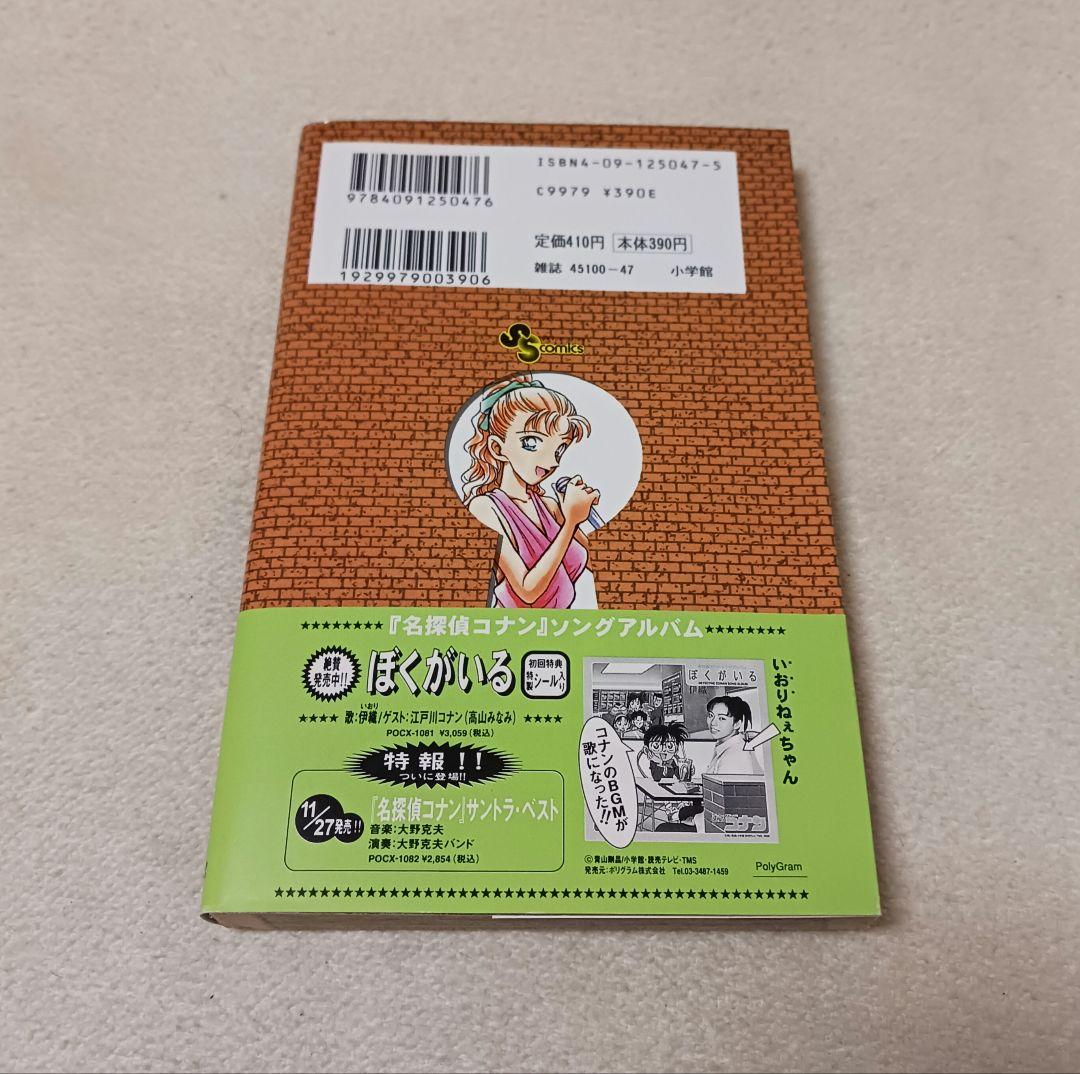 ISBN4-09-125047-5
C9979 ¥390E
9784091250476
定価410円 本体390円
雑誌 45100-47 小学館
1929979003906
SS comics
★★★★★★★★『名探偵コナン』ソングアルバム★★★★★★★★
絶賛発売中!!
ぼくがいる
初回特典
特製シール入り
★★★★ 歌:伊織/ゲスト:江戸川コナン(高山みなみ) ★★★★
いおり
POCX-1081 ¥3,059(税込)
特報!!
ついに登場!!
11/27発売!!
『名探偵コナン』サントラ・ベスト
音楽:大野克夫
演奏:大野克夫バンド
POCX-1082 ¥2,854(税込)
ぼくがいる
DETECTIVE CONAN SONG ALBUM
伊織
コナンのBGMが歌になった!!
コナン
いおりねぇちゃん
©青山剛昌/小学館・読売テレビ・TMS
発売元:ポリグラム株式会社 Tel.03-3487-1459
PolyGram